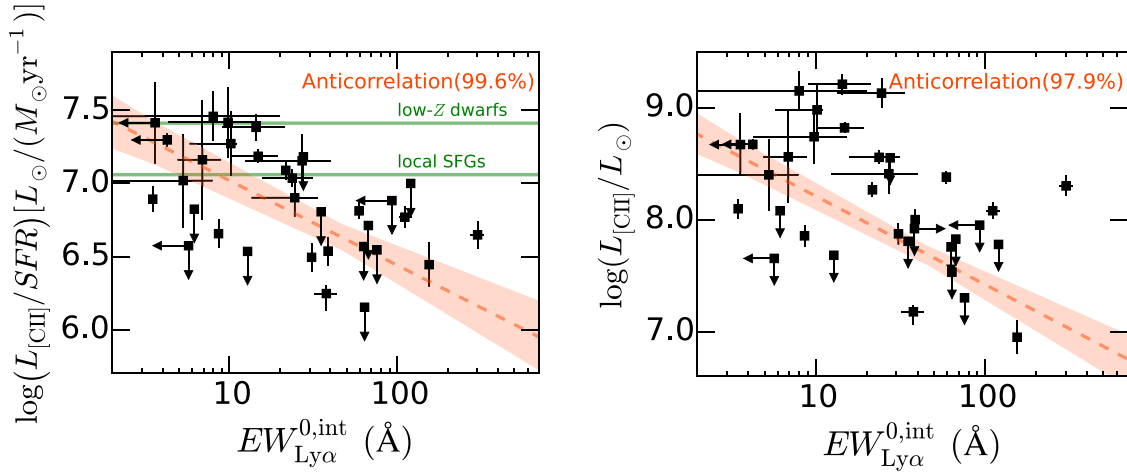 log(L[CII]/SFR)[L⊙/(M⊙yr⁻¹)]
7.5
7.0
6.5
6.0
Anticorrelation(99.6%)
low-Z dwarfs
local SFGs
10
100
EW⁰,ⁱⁿᵗLyα (Å)
log(L[CII]/L⊙)
9.0
8.0
7.0
Anticorrelation(97.9%)
10
100
EW⁰,ⁱⁿᵗLyα (Å)